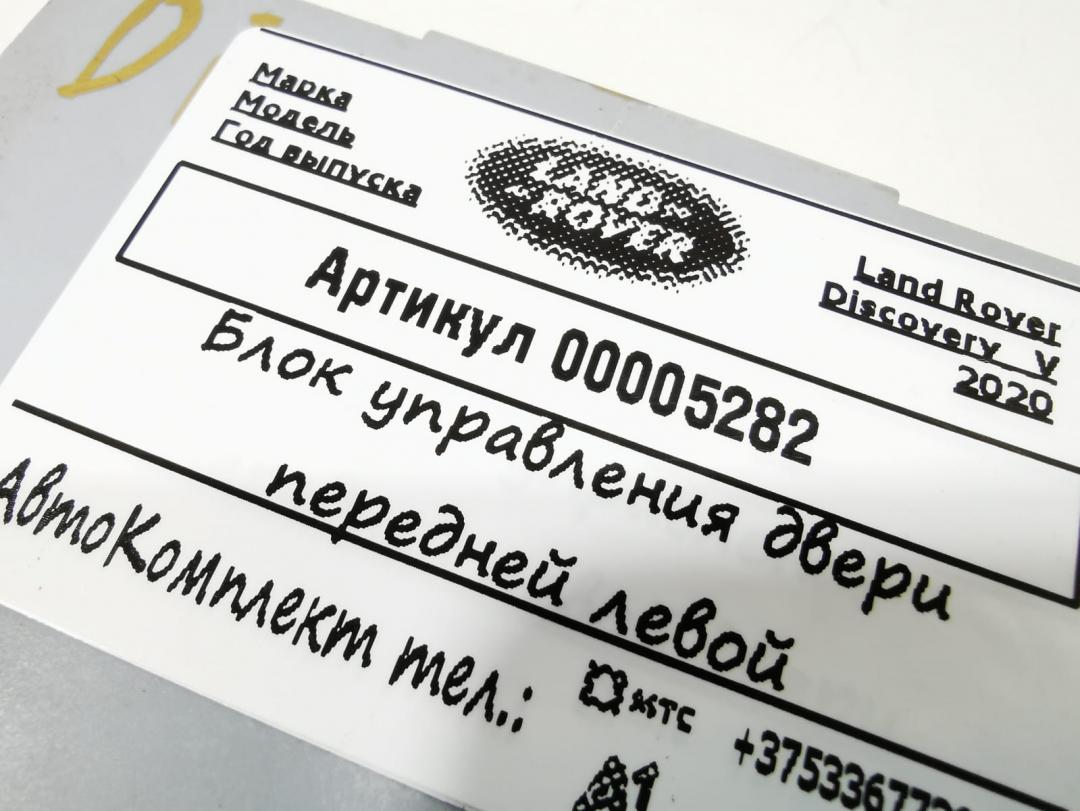 Марка
Модель
Год выпуска
LAND-
-ROVER
Land Rover
Discovery V
2020
Артикул 00005282
Блок управления двери
передней левой
АвтоКомплект тел.:
мтс
A1